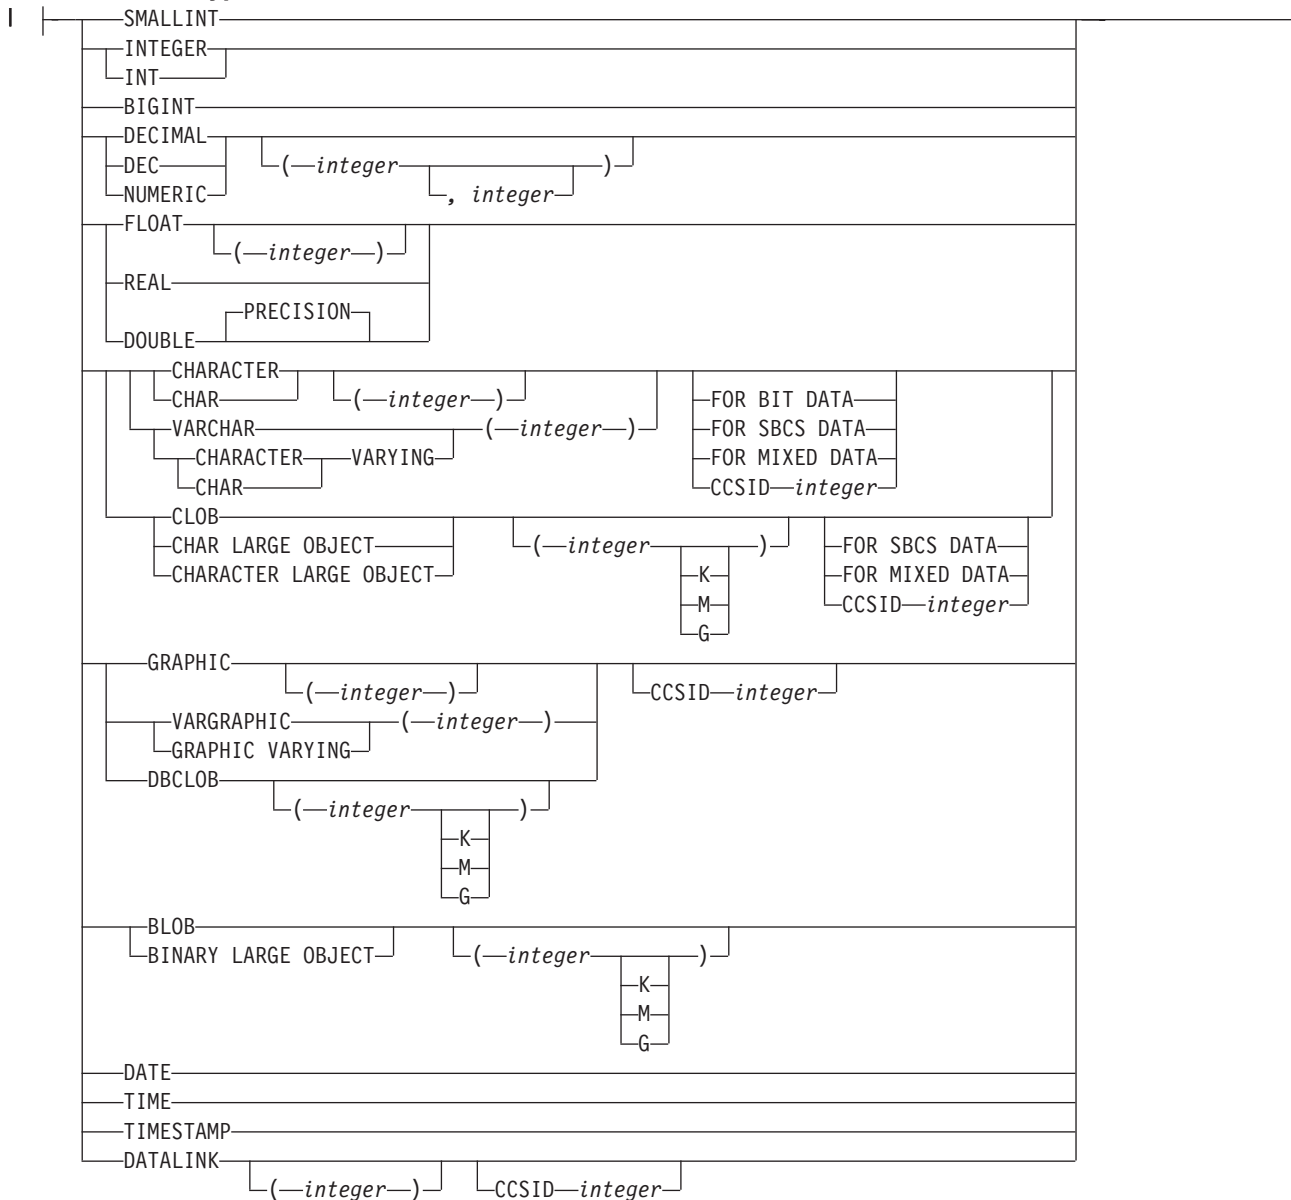 SMALLINT
INTEGER
INT
BIGINT
DECIMAL
DEC ( integer )
NUMERIC , integer
FLOAT
( integer )
REAL
PRECISION
DOUBLE
CHARACTER
CHAR ( integer ) FOR BIT DATA
VARCHAR ( integer ) FOR SBCS DATA
CHARACTER VARYING FOR MIXED DATA
CHAR CCSID integer
CLOB
CHAR LARGE OBJECT ( integer ) FOR SBCS DATA
CHARACTER LARGE OBJECT K FOR MIXED DATA
M CCSID integer
G
GRAPHIC
( integer ) CCSID integer
VARGRAPHIC ( integer )
GRAPHIC VARYING
DBCLOB
( integer )
K
M
G
BLOB
BINARY LARGE OBJECT ( integer )
K
M
G
DATE
TIME
TIMESTAMP
DATALINK
( integer ) CCSID integer